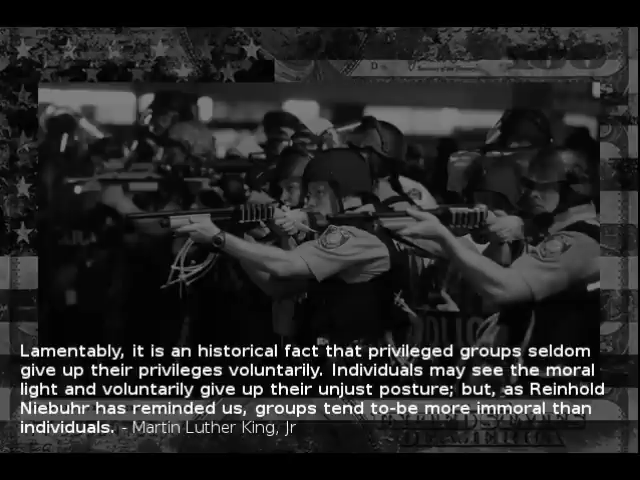 POLICE
Lamentably, it is an historical fact that privileged groups seldom
give up their privileges voluntarily. Individuals may see the moral
light and voluntarily give up their unjust posture; but, as Reinhold
Niebuhr has reminded us, groups tend to-be more immoral than
individuals. - Martin Luther King, Jr